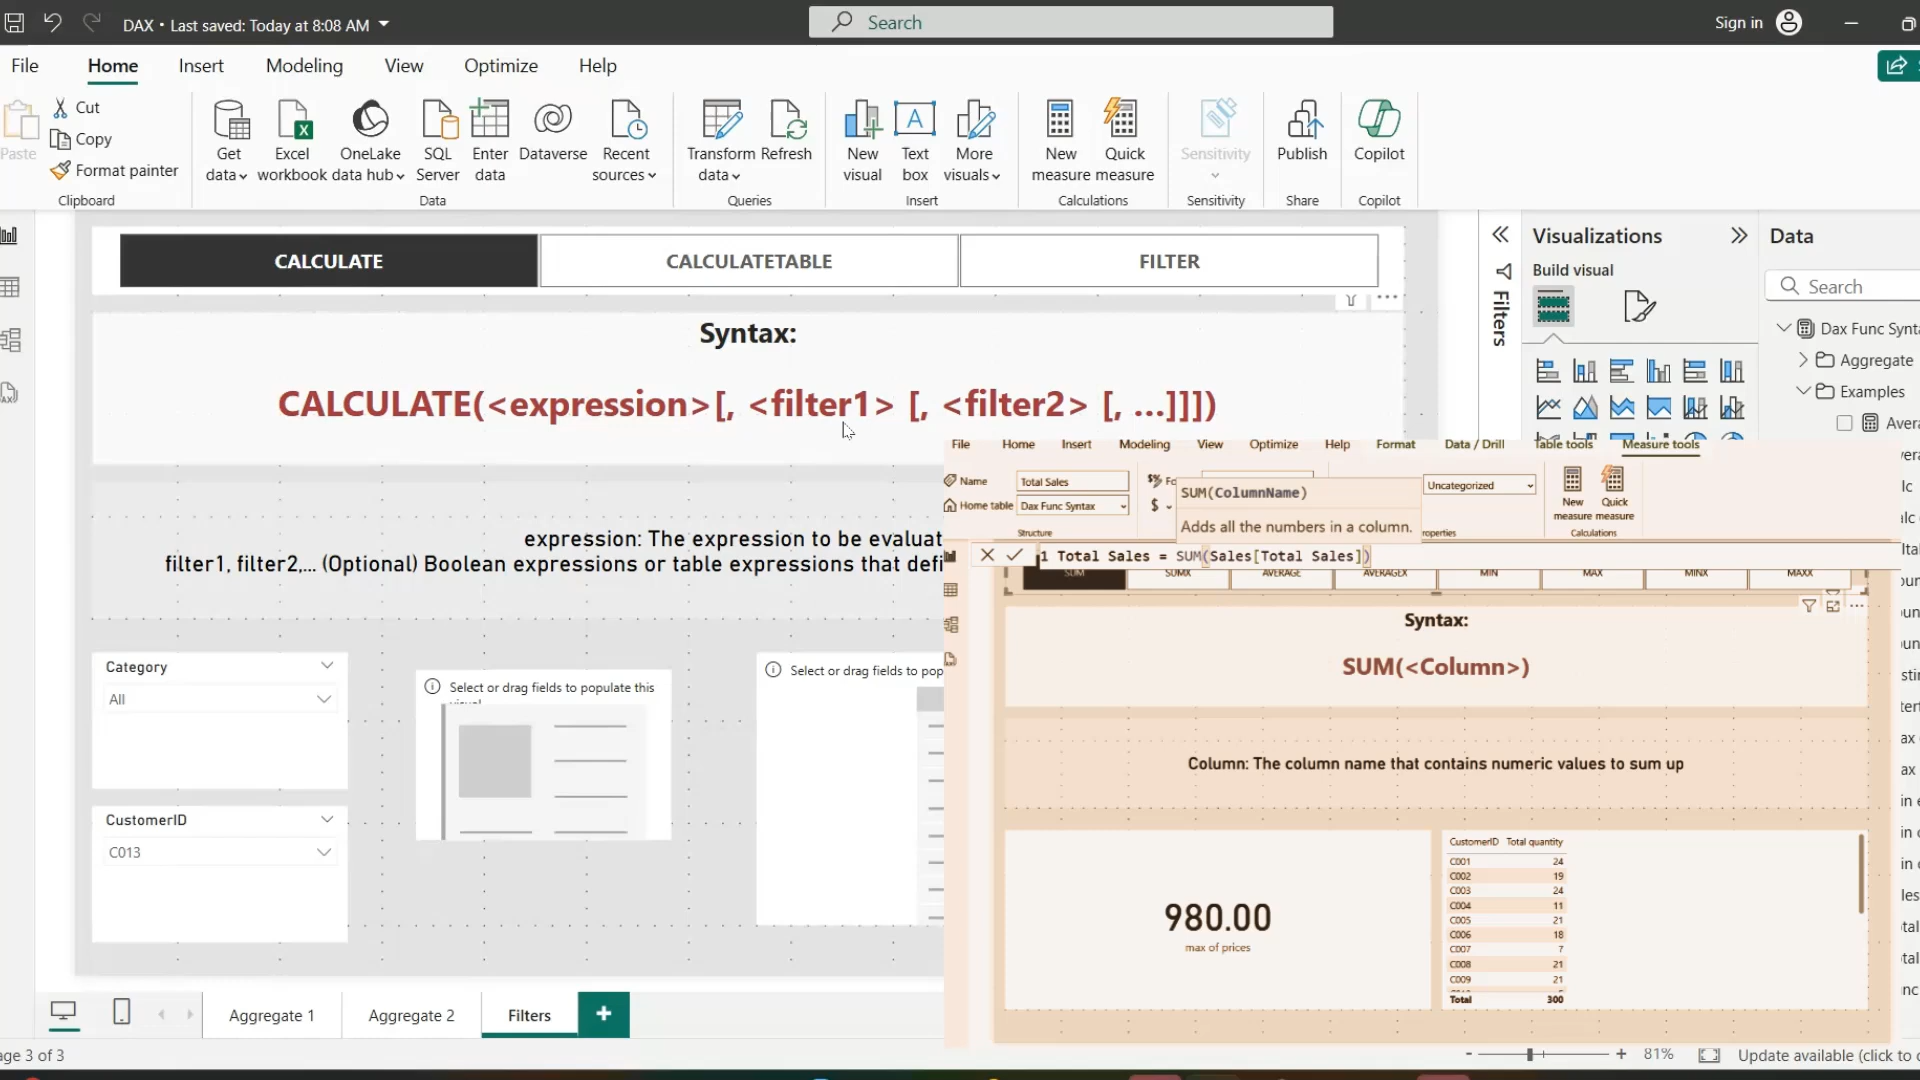 DAX • Last saved: Today at 8:08 AM
Search
Sign in
File Home Insert Modeling View Optimize Help
Paste
Cut
Copy
Format painter
Clipboard
Get data
Excel workbook
OneLake data hub
SQL Server
Enter data
Dataverse
Recent sources
Data
Transform data
Refresh
Queries
New visual
Text box
More visuals
Insert
New measure
Quick measure
Calculations
Sensitivity
Sensitivity
Publish
Share
Copilot
Copilot
CALCULATE CALCULATETABLE FILTER
Syntax:
CALCULATE(<expression>[, <filter1> [, <filter2> [, …]]])
expression: The expression to be evaluat
filter1, filter2,... (Optional) Boolean expressions or table expressions that defi
Category
All
CustomerID
C013
Select or drag fields to populate this
Select or drag fields to pop
Filters
Visualizations
Build visual
Data
Search
Dax Func Synta
Aggregate
Examples
Avera
File Home Insert Modeling View Optimize Help Format Data / Drill Table tools Measure tools
Name Total Sales
Home table Dax Func Syntax
Structure
$% Fo
$
SUM(ColumnName)
Adds all the numbers in a column.
Uncategorized
roperties
New measure
Quick measure
Calculations
1 Total Sales = SUM(Sales[Total Sales])
SUM SUMX AVERAGE AVERAGEX MIN MAX MINX MAXX
Syntax:
SUM(<Column>)
Column: The column name that contains numeric values to sum up
980.00
max of prices
CustomerID Total quantity
C001 24
C002 19
C003 24
C004 11
C005 21
C006 18
C007 7
C008 21
C009 21
Total 300
Aggregate 1 Aggregate 2 Filters +
age 3 of 3
- + 81%
Update available (click to